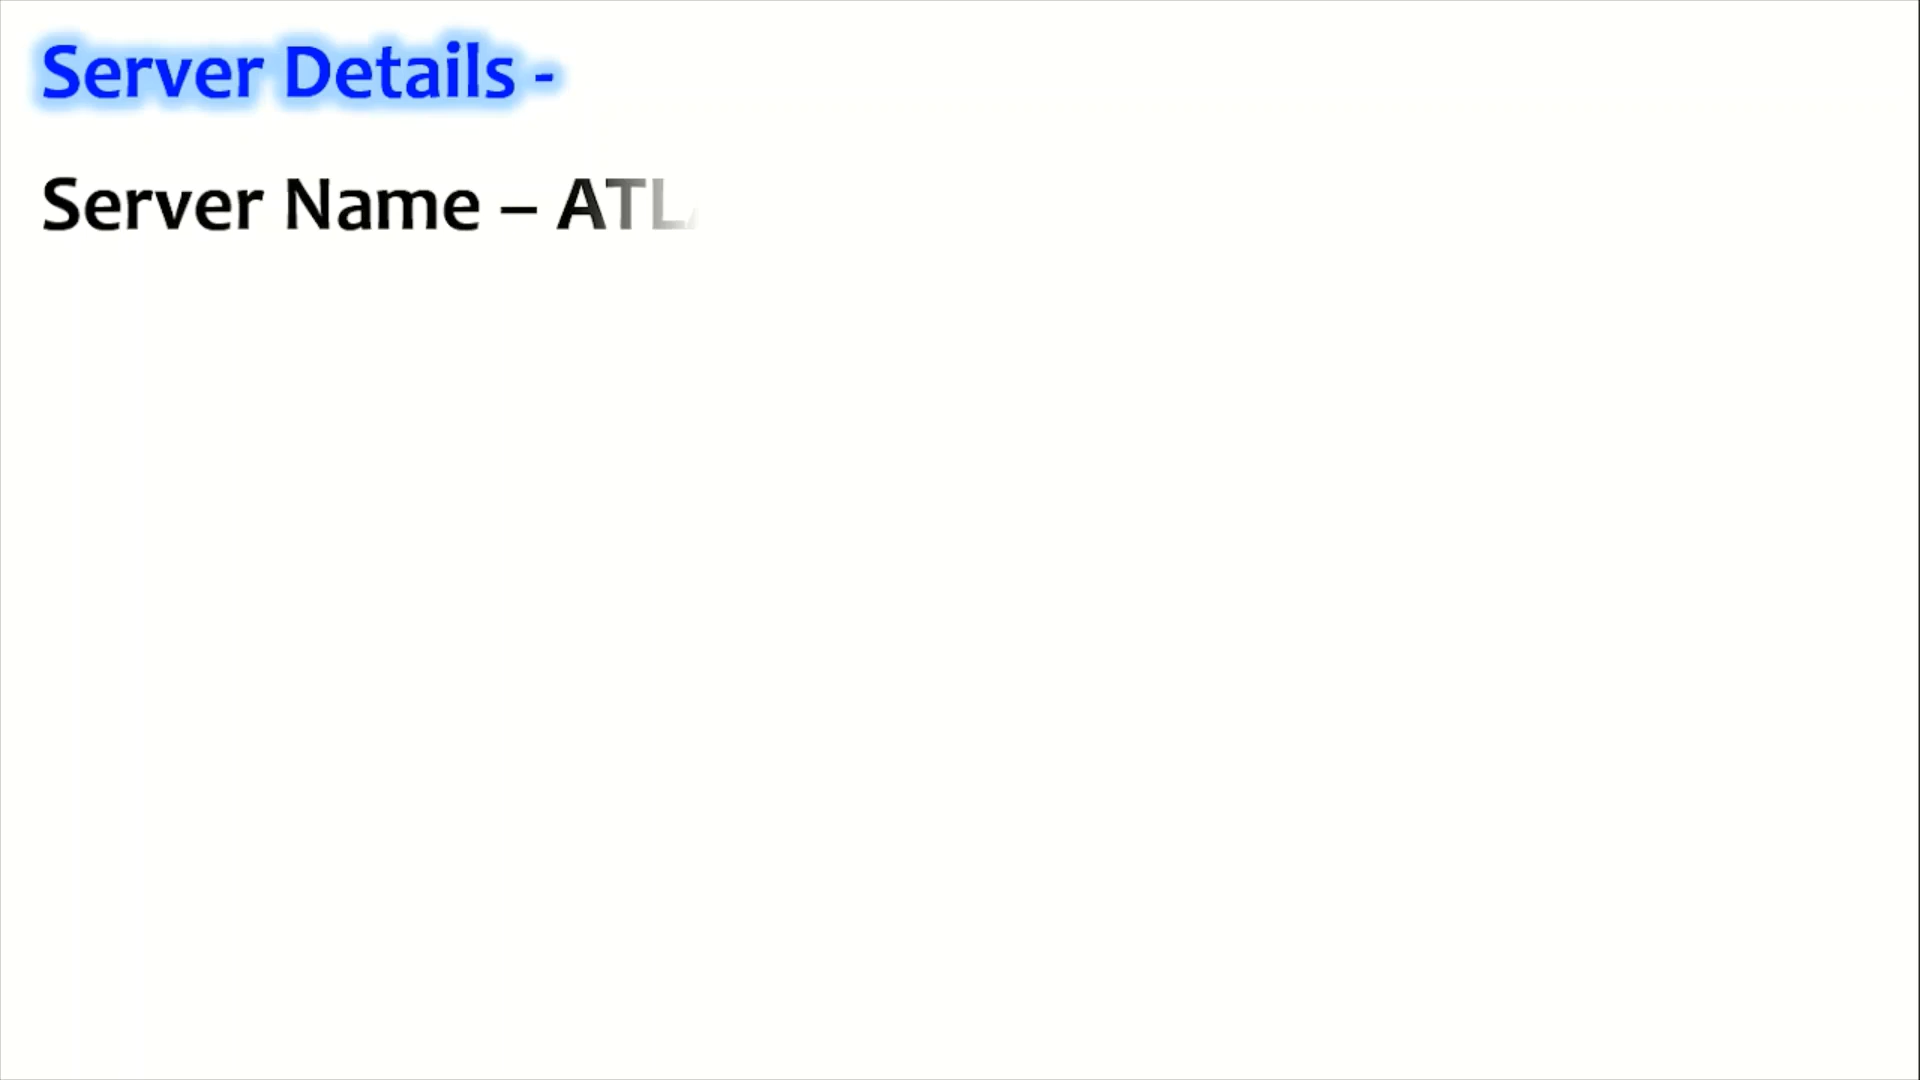 Server Details -
Server Name – ATL